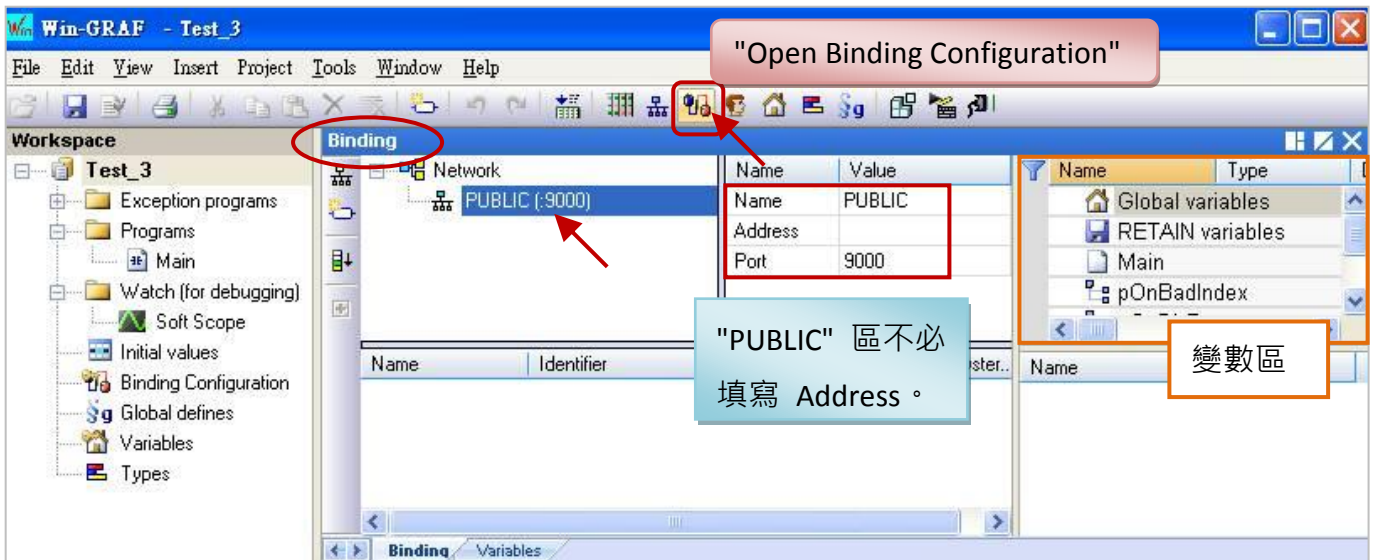 Win-GRAF - Test_3
"Open Binding Configuration"
File Edit View Insert Project Tools Window Help
Workspace
Binding
Test_3
Exception programs
Programs
Main
Watch (for debugging)
Soft Scope
Initial values
Binding Configuration
Global defines
Variables
Types
Network
PUBLIC (:9000)
Name Value
Name PUBLIC
Address
Port 9000
Name Type
Global variables
RETAIN variables
Main
pOnBadIndex
"PUBLIC" 區不必
填寫 Address。
變數區
Name Identifier
Name
Binding Variables